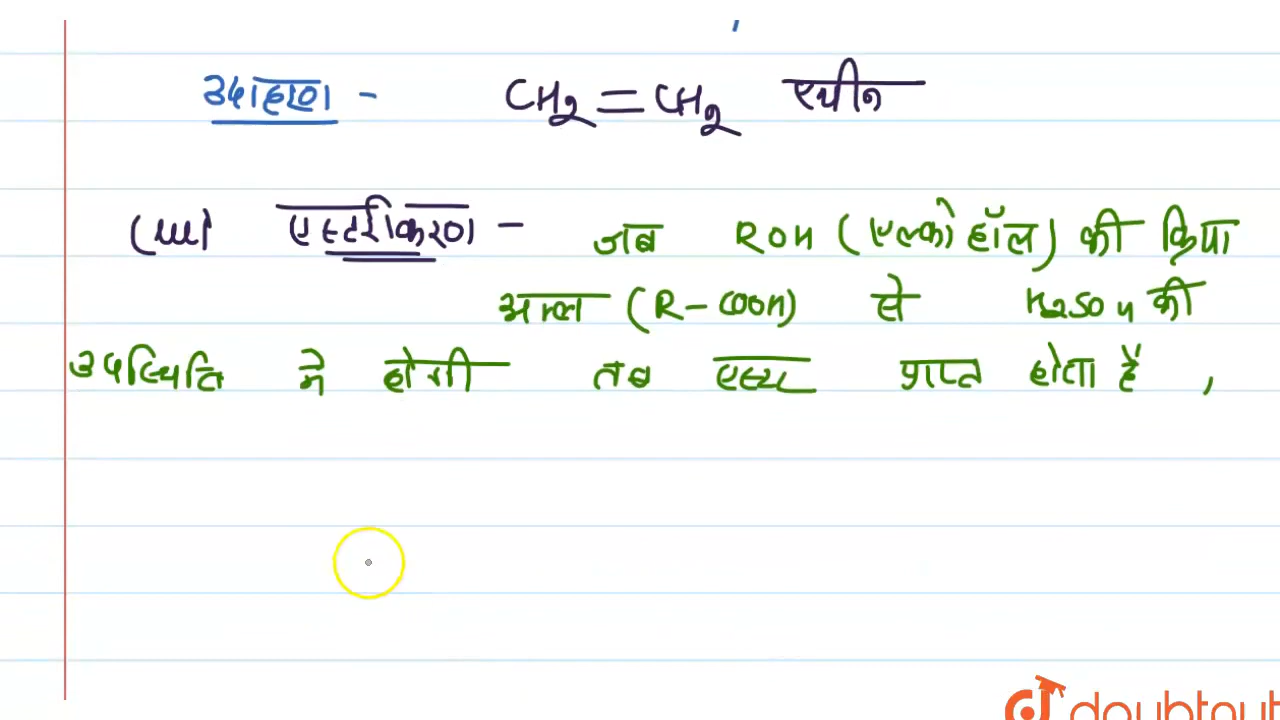 उदाहरण - CH2 = CH2 एथीन
(iii) एस्टरीकरण - जब ROH (एल्कोहॉल) की क्रिया
अम्ल (R-COOH) से H2SO4 की
उपस्थिति में होगी तब एस्टर प्राप्त होता है,
doubtnut